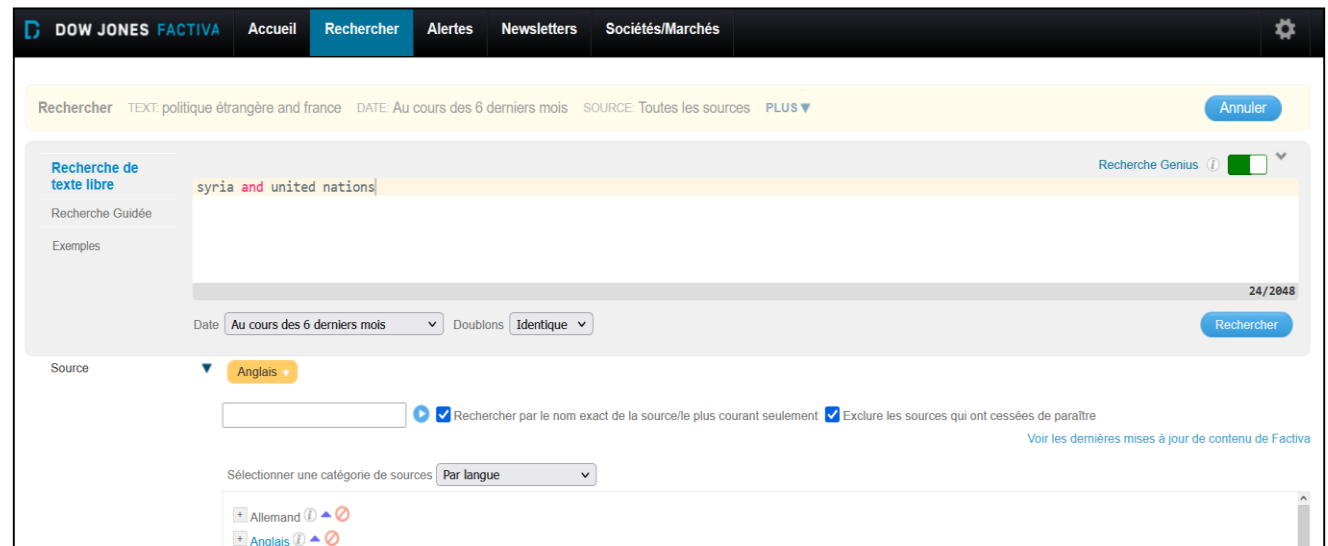 DOW JONES FACTIVA Accueil Rechercher Alertes Newsletters Sociétés/Marchés
Rechercher TEXT: politique étrangère and france DATE: Au cours des 6 derniers mois SOURCE: Toutes les sources PLUS Annuler
Recherche Genius
Recherche de
texte libre
syria and united nations
Recherche Guidée
Exemples
24/2048
Date Au cours des 6 derniers mois Doublons Identique Rechercher
Source Anglais
Rechercher par le nom exact de la source/le plus courant seulement Exclure les sources qui ont cessées de paraître
Voir les dernières mises à jour de contenu de Factiva
Sélectionner une catégorie de sources Par langue
Allemand
Anglais